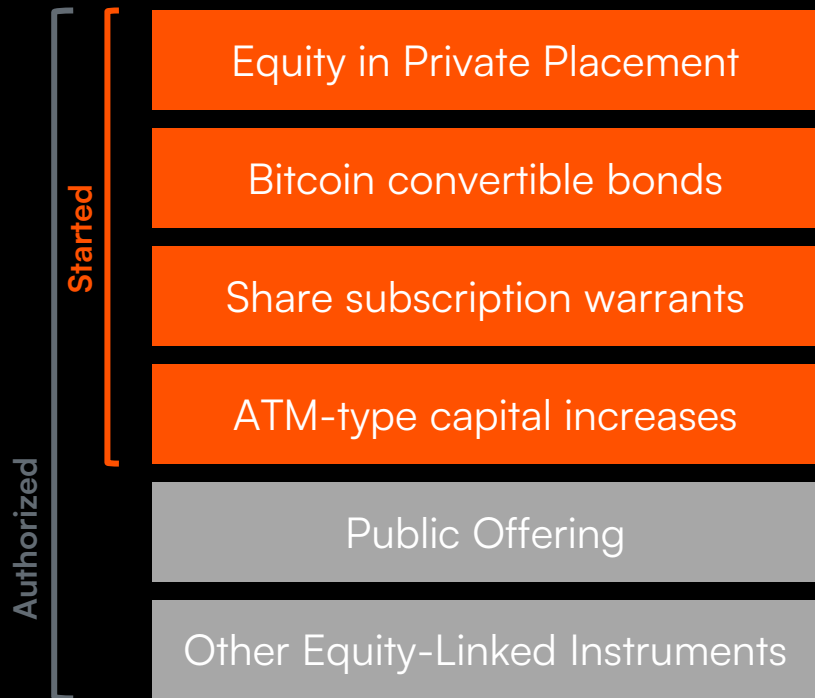 Equity in Private Placement
Bitcoin convertible bonds
Share subscription warrants
ATM-type capital increases
Public Offering
Other Equity-Linked Instruments
Started
Authorized